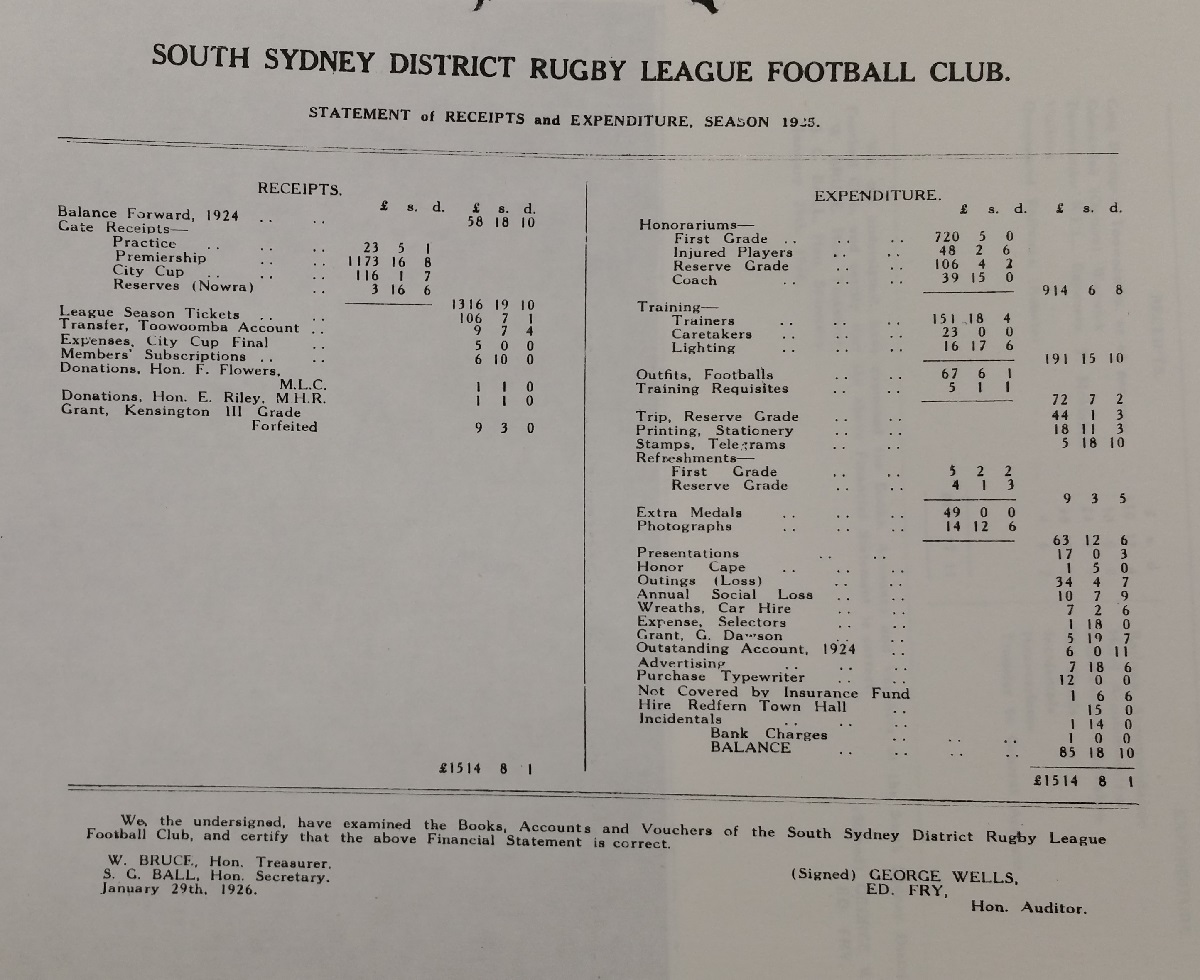 SOUTH SYDNEY DISTRICT RUGBY LEAGUE FOOTBALL CLUB.
STATEMENT of RECEIPTS and EXPENDITURE, SEASON 1925.
RECEIPTS.
£ s. d. £ s. d.
Balance Forward, 1924 .. .. 58 18 10
Gate Receipts—
Practice .. .. .. 23 5 1
Premiership .. .. 1173 16 8
City Cup .. .. .. 116 1 7
Reserves (Nowra) .. 3 16 6
1316 19 10
League Season Tickets .. .. 106 7 1
Transfer, Toowoomba Account .. 9 7 4
Expenses, City Cup Final 5 0 0
Members' Subscriptions .. .. 6 10 0
Donations, Hon. F. Flowers,
M.L.C. 1 1 0
Donations, Hon. E. Riley, M.H.R. 1 1 0
Grant, Kensington III Grade
Forfeited 9 3 0
£1514 8 1
EXPENDITURE.
£ s. d. £ s. d.
Honorariums—
First Grade .. .. .. 720 5 0
Injured Players .. .. 48 2 6
Reserve Grade .. .. 106 4 2
Coach .. .. .. 39 15 0
914 6 8
Training—
Trainers .. .. .. 151 18 4
Caretakers .. .. .. 23 0 0
Lighting .. .. .. 16 17 6
191 15 10
Outfits, Footballs .. .. 67 6 1
Training Requisites .. .. 5 1 1
72 7 2
Trip, Reserve Grade .. .. 44 1 3
Printing, Stationery .. .. 18 11 3
Stamps, Telegrams .. .. 5 18 10
Refreshments—
First Grade .. .. 5 2 2
Reserve Grade .. .. 4 1 3
9 3 5
Extra Medals .. .. .. 49 0 0
Photographs .. .. .. 14 12 6
63 12 6
Presentations .. .. 17 0 3
Honor Cape .. .. .. 1 5 0
Outings (Loss) .. .. 34 4 7
Annual Social Loss .. .. 10 7 9
Wreaths, Car Hire .. .. 7 2 6
Expense, Selectors .. .. 1 18 0
Grant, G. Dawson .. .. 5 19 7
Outstanding Account, 1924 .. 6 0 11
Advertising .. .. .. 7 18 6
Purchase Typewriter .. .. 12 0 0
Not Covered by Insurance Fund 1 6 6
Hire Redfern Town Hall .. 15 0
Incidentals .. .. .. 1 14 0
Bank Charges .. .. .. 1 0 0
BALANCE .. .. .. .. 85 18 10
£1514 8 1
We, the undersigned, have examined the Books, Accounts and Vouchers of the South Sydney District Rugby League
Football Club, and certify that the above Financial Statement is correct.
W. BRUCE, Hon. Treasurer.
S. G. BALL, Hon. Secretary.
January 29th, 1926.
(Signed) GEORGE WELLS,
ED. FRY,
Hon. Auditor.